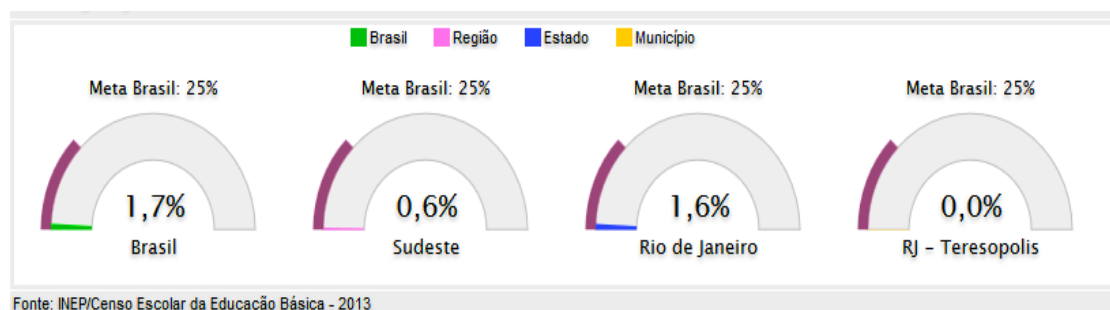 Brasil Região Estado Município
Meta Brasil: 25% Meta Brasil: 25% Meta Brasil: 25% Meta Brasil: 25%
1,7% 0,6% 1,6% 0,0%
Brasil Sudeste Rio de Janeiro RJ – Teresopolis
Fonte: INEP/Censo Escolar da Educação Básica - 2013